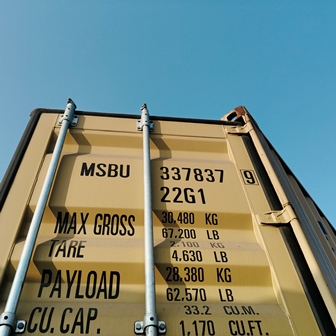 MSBU 337837 9
22G1
MAX GROSS 30.480 KG
67.200 LB
TARE 2.100 KG
4.630 LB
PAYLOAD 28.380 KG
62.570 LB
CU. CAP. 33.2 CU.M.
1.170 CU.FT.